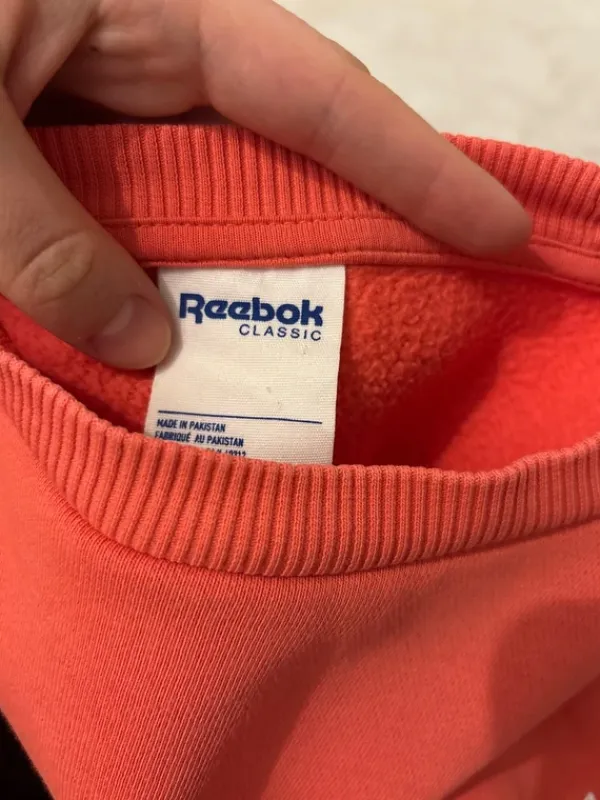 Reebok
CLASSIC
MADE IN PAKISTAN
FABRIQUÉ AU PAKISTAN